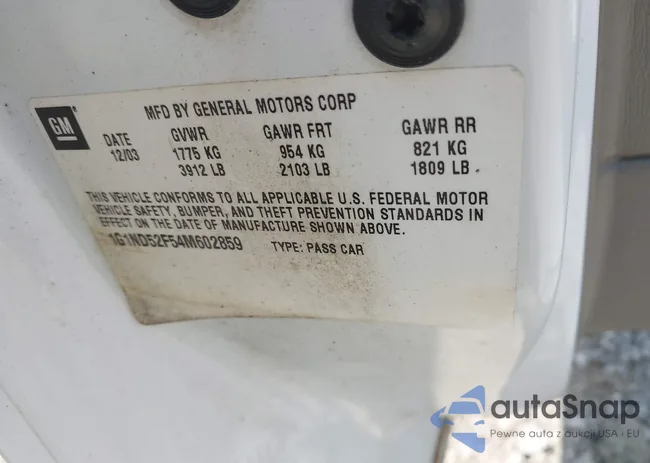 GM
MFD BY GENERAL MOTORS CORP
DATE GVWR GAWR FRT GAWR RR
12/03 1775 KG 954 KG 821 KG
3912 LB 2103 LB 1809 LB
THIS VEHICLE CONFORMS TO ALL APPLICABLE U.S. FEDERAL MOTOR
VEHICLE SAFETY, BUMPER, AND THEFT PREVENTION STANDARDS IN
EFFECT ON THE DATE OF MANUFACTURE SHOWN ABOVE.
1G1ND52F54M602859 TYPE: PASS CAR
autaSnap
Pewne auta z aukcji USA i EU